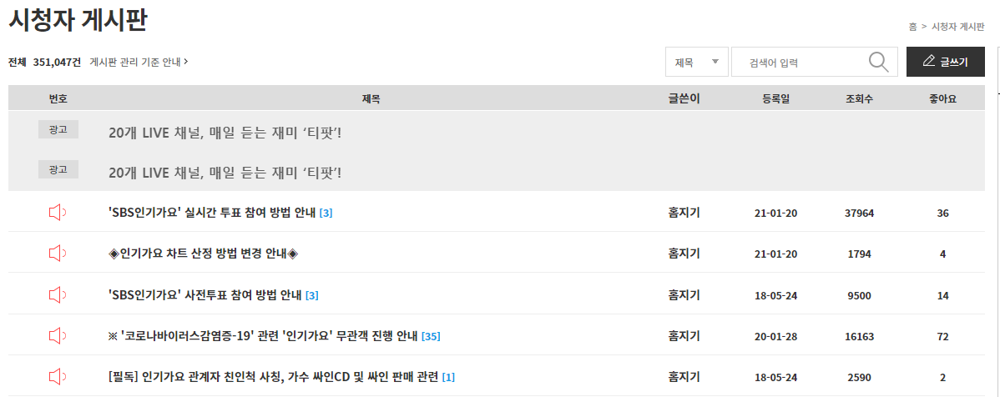 시청자 게시판
홈 > 시청자 게시판
전체 351,047건 게시판 관리 기준 안내 >
제목 검색어 입력 글쓰기
번호 제목 글쓴이 등록일 조회수 좋아요
광고 20개 LIVE 채널, 매일 듣는 재미 ‘티팟’!
광고 20개 LIVE 채널, 매일 듣는 재미 ‘티팟’!
'SBS인기가요' 실시간 투표 참여 방법 안내 [3] 홈지기 21-01-20 37964 36
◈인기가요 차트 산정 방법 변경 안내◈ 홈지기 21-01-20 1794 4
'SBS인기가요' 사전투표 참여 방법 안내 [3] 홈지기 18-05-24 9500 14
※ '코로나바이러스감염증-19' 관련 '인기가요' 무관객 진행 안내 [35] 홈지기 20-01-28 16163 72
[필독] 인기가요 관계자 친인척 사칭, 가수 싸인CD 및 싸인 판매 관련 [1] 홈지기 18-05-24 2590 2